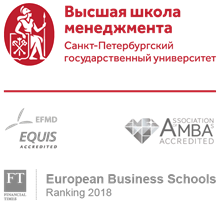 Высшая школа
менеджмента
Санкт-Петербургский
государственный университет
EFMD
EQUIS
ACCREDITED
ASSOCIATION
AMBA's
ACCREDITED
FT
FINANCIAL
TIMES
European Business Schools
Ranking 2018